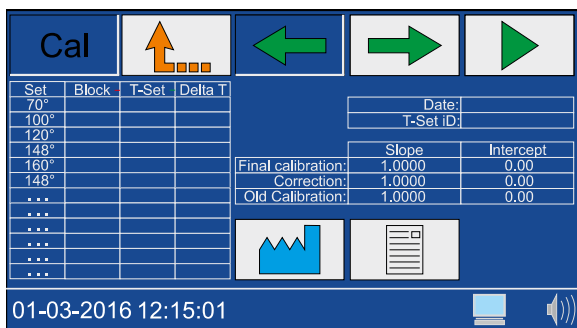 Cal
Set Block - T-Set - Delta T
70°
100°
120°
148°
160°
148°
...
...
...
...
...
...
Date:
T-Set iD:
Slope Intercept
Final calibration: 1.0000 0.00
Correction: 1.0000 0.00
Old Calibration: 1.0000 0.00
01-03-2016 12:15:01